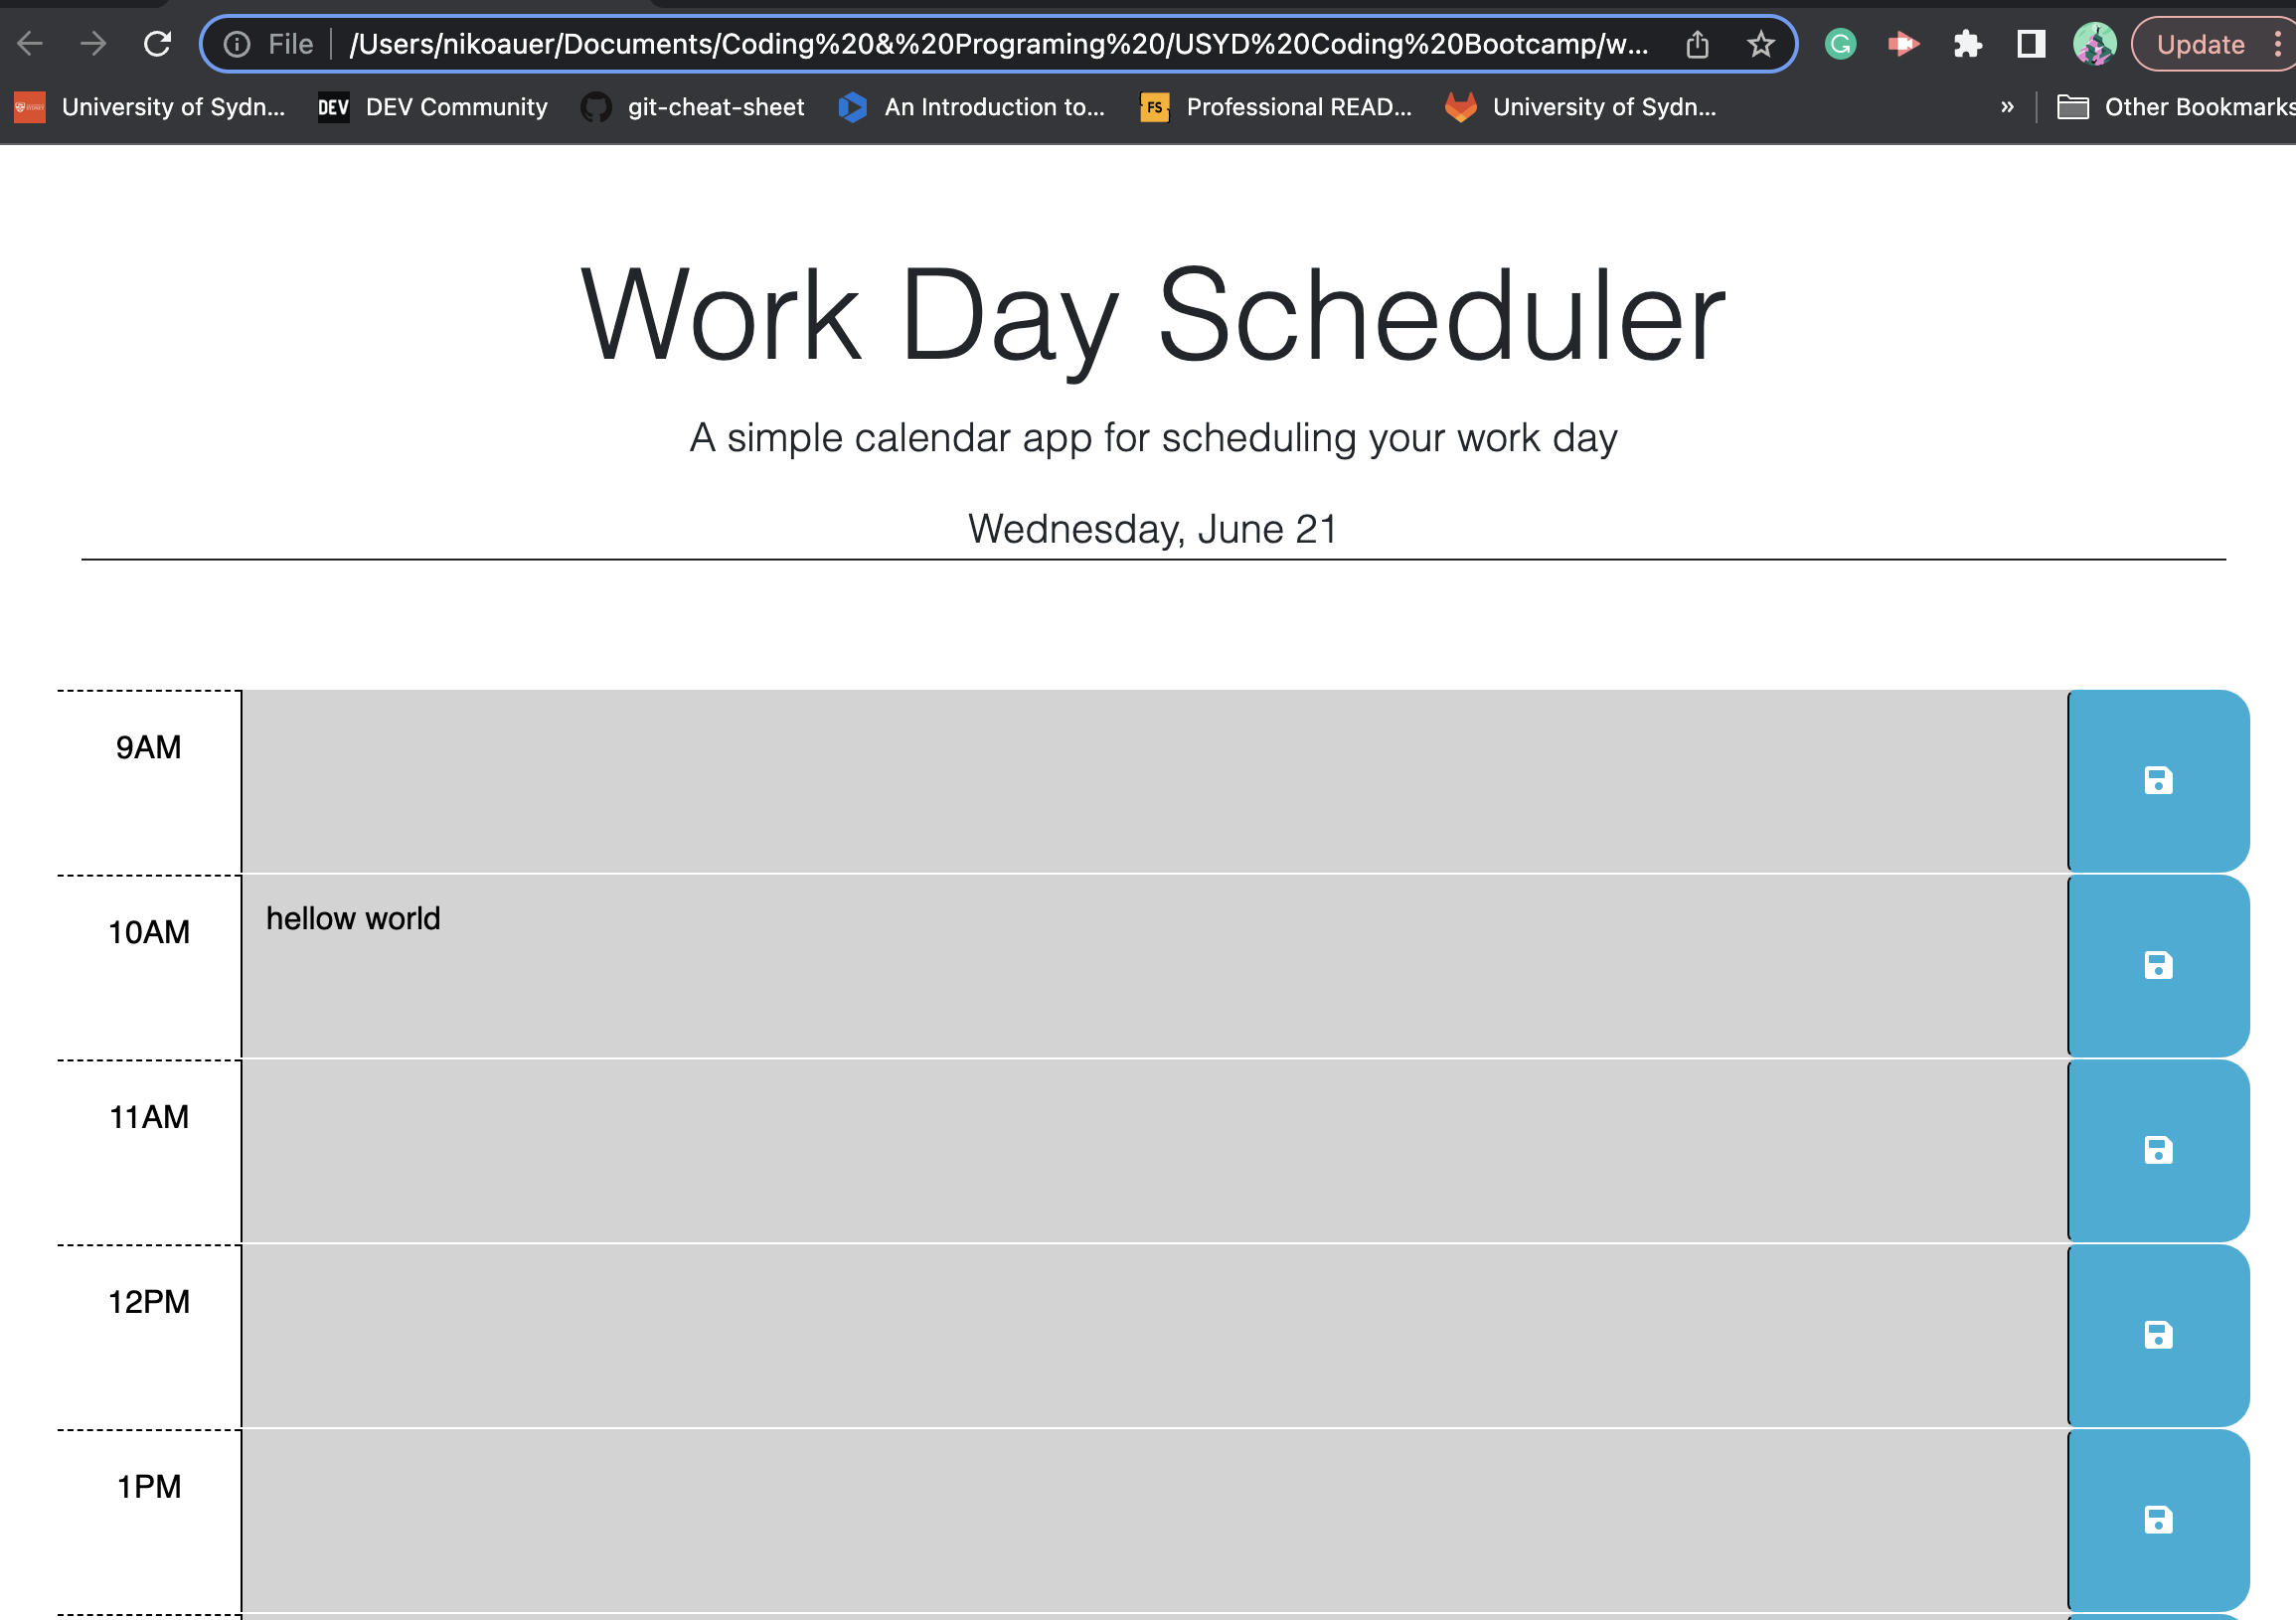 File /Users/nikoauer/Documents/Coding%20&%20Programing%20/USYD%20Coding%20Bootcamp/w... Update
University of Sydn... DEV DEV Community git-cheat-sheet An Introduction to... FS Professional READ... University of Sydn... » Other Bookmarks
Work Day Scheduler
A simple calendar app for scheduling your work day
Wednesday, June 21
9AM
10AM hellow world
11AM
12PM
1PM